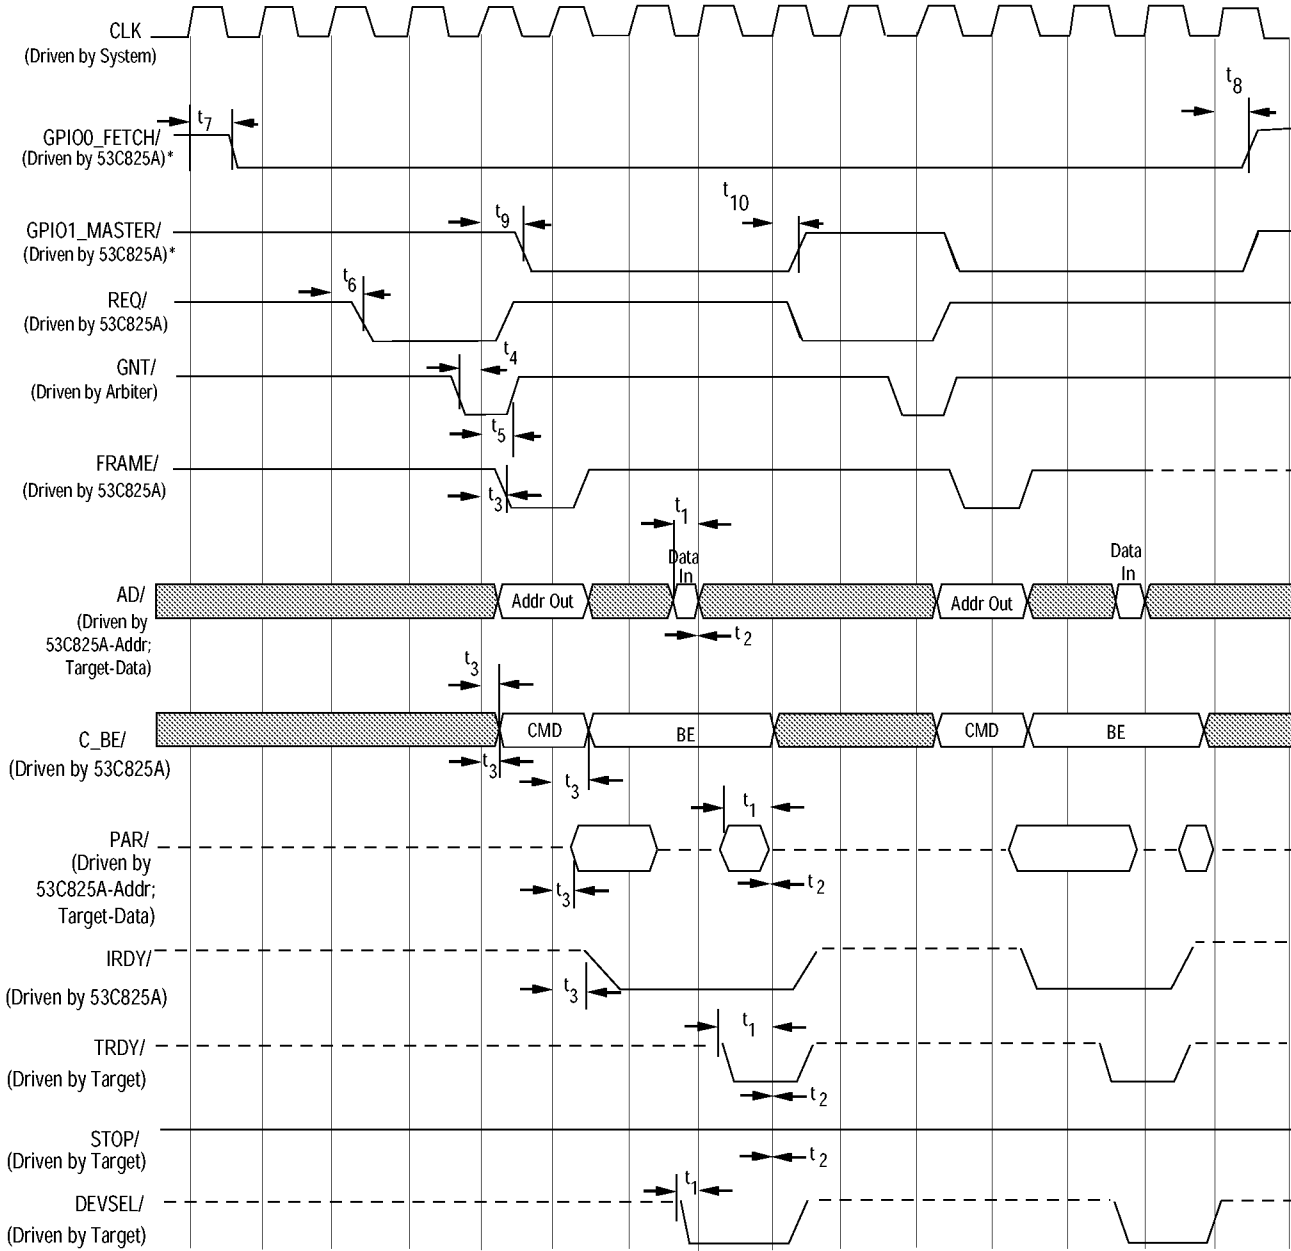 CLK
(Driven by System)
t8
t7
GPIO0_FETCH/
(Driven by 53C825A)*
t10
t9
GPIO1_MASTER/
(Driven by 53C825A)*
t6
REQ/
(Driven by 53C825A)
t4
GNT/
(Driven by Arbiter)
t5
FRAME/
(Driven by 53C825A)
t3
t1
Data
In
Data
In
AD/
Addr Out
Addr Out
(Driven by
53C825A-Addr;
Target-Data)
t2
t3
C_BE/
CMD
BE
CMD
BE
(Driven by 53C825A)
t3
t3
t1
PAR/
(Driven by
53C825A-Addr;
Target-Data)
t3
t2
IRDY/
(Driven by 53C825A)
t3
t1
TRDY/
(Driven by Target)
t2
STOP/
(Driven by Target)
t2
t1
DEVSEL/
(Driven by Target)